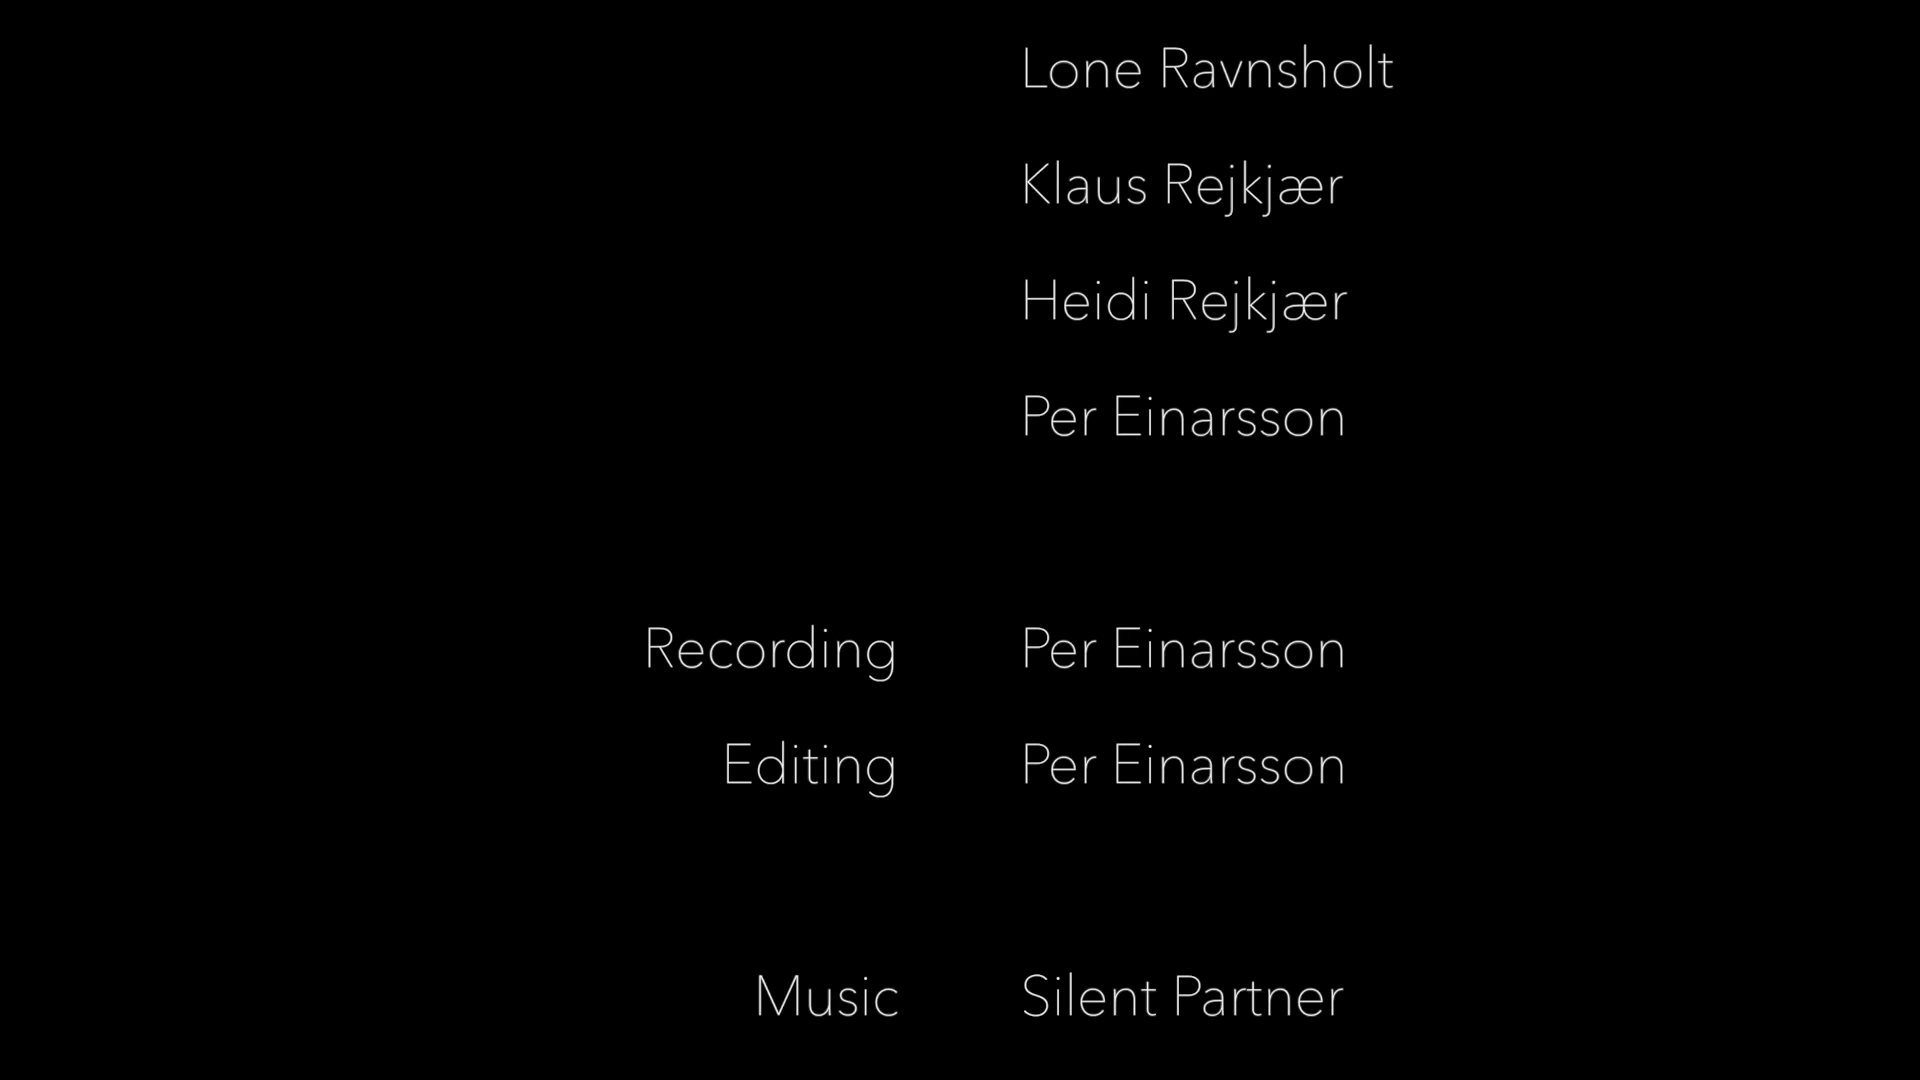 Lone Ravnsholt
Klaus Rejkjær
Heidi Rejkjær
Per Einarsson
Recording Per Einarsson
Editing Per Einarsson
Music Silent Partner